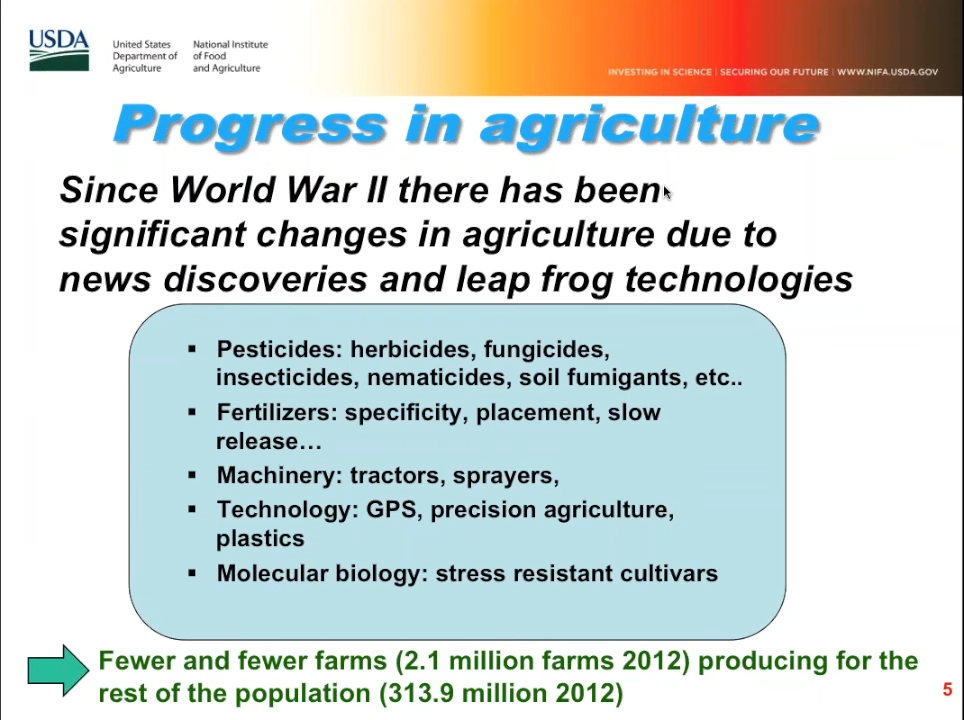 USDA
United States
Department of
Agriculture
National Institute
of Food
and Agriculture
INVESTING IN SCIENCE | SECURING OUR FUTURE | WWW.NIFA.USDA.GOV
Progress in agriculture
Since World War II there has been
significant changes in agriculture due to
news discoveries and leap frog technologies
▪ Pesticides: herbicides, fungicides,
insecticides, nematicides, soil fumigants, etc..
▪ Fertilizers: specificity, placement, slow
release…
▪ Machinery: tractors, sprayers,
▪ Technology: GPS, precision agriculture,
plastics
▪ Molecular biology: stress resistant cultivars
Fewer and fewer farms (2.1 million farms 2012) producing for the
rest of the population (313.9 million 2012)
5